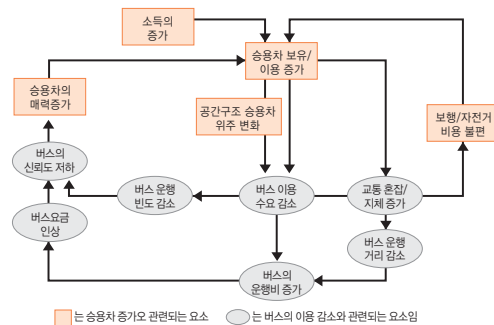 소득의
증가
승용차 보유/
이용 증가
승용차의
매력증가
공간구조 승용차
위주 변화
보행/자전거
비용 불편
버스의
신뢰도 저하
버스 운행
빈도 감소
버스 이용
수요 감소
교통 혼잡/
지체 증가
버스요금
인상
버스 운행
거리 감소
버스의
운행비 증가
는 승용차 증가오 관련되는 요소
는 버스의 이용 감소와 관련되는 요소임